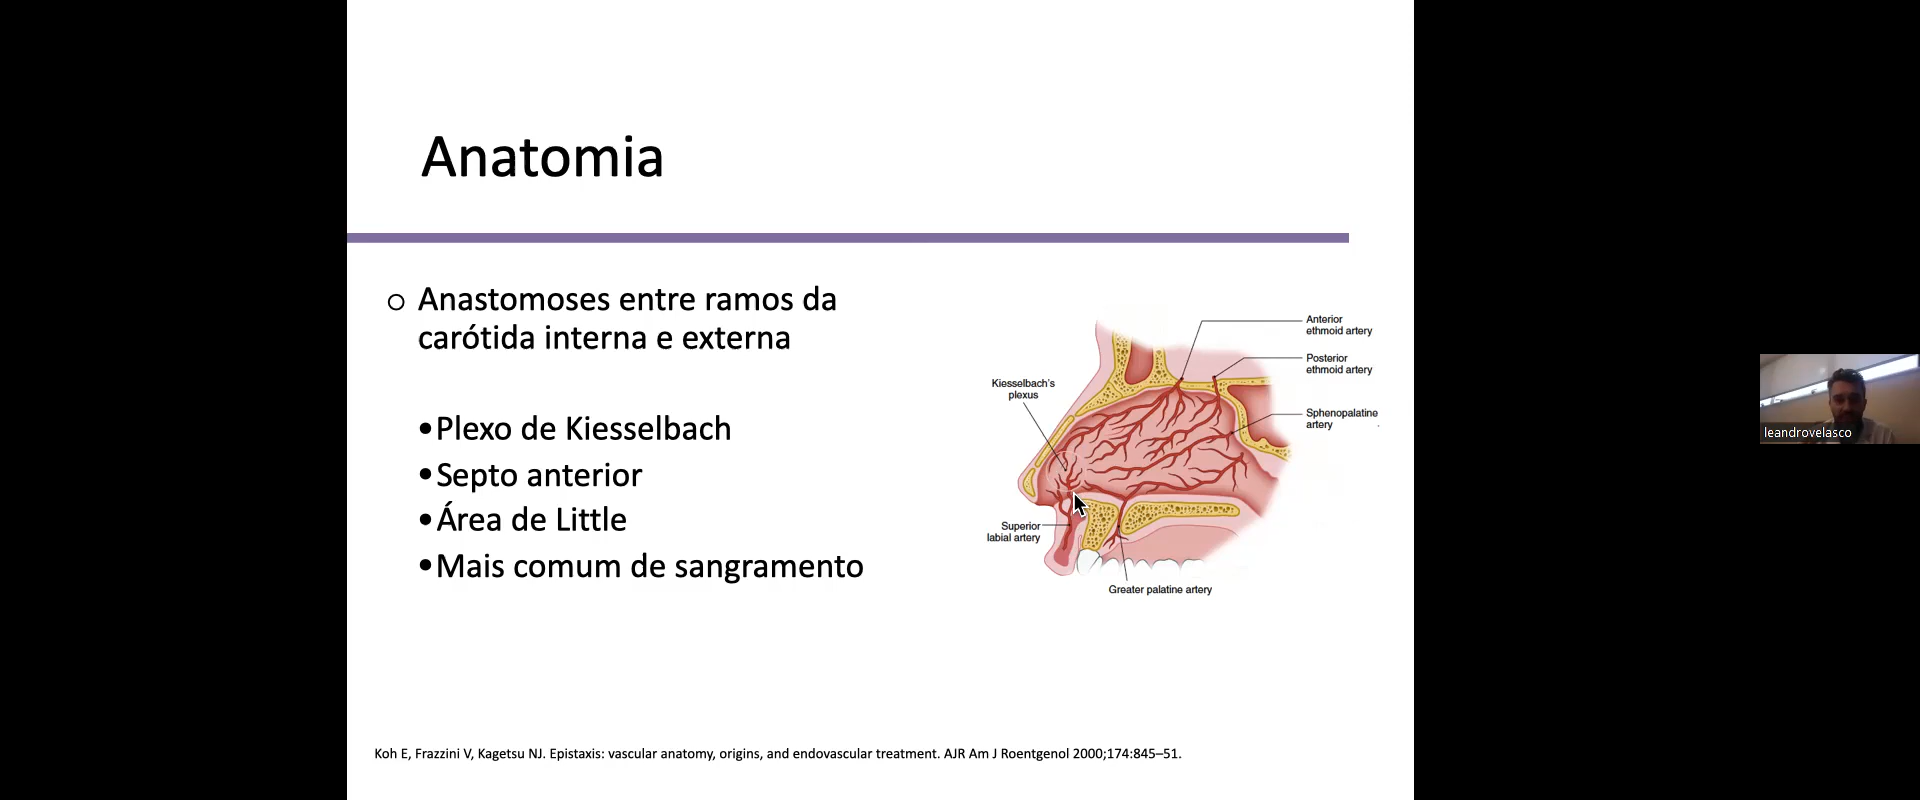 Anatomia
○ Anastomoses entre ramos da
carótida interna e externa
•Plexo de Kiesselbach
•Septo anterior
•Área de Little
•Mais comum de sangramento
Anterior
ethmoid artery
Posterior
ethmoid artery
Kiesselbach's
plexus
Sphenopalatine
artery
Superior
labial artery
Greater palatine artery
leandrovelasco
Koh E, Frazzini V, Kagetsu NJ. Epistaxis: vascular anatomy, origins, and endovascular treatment. AJR Am J Roentgenol 2000;174:845–51.